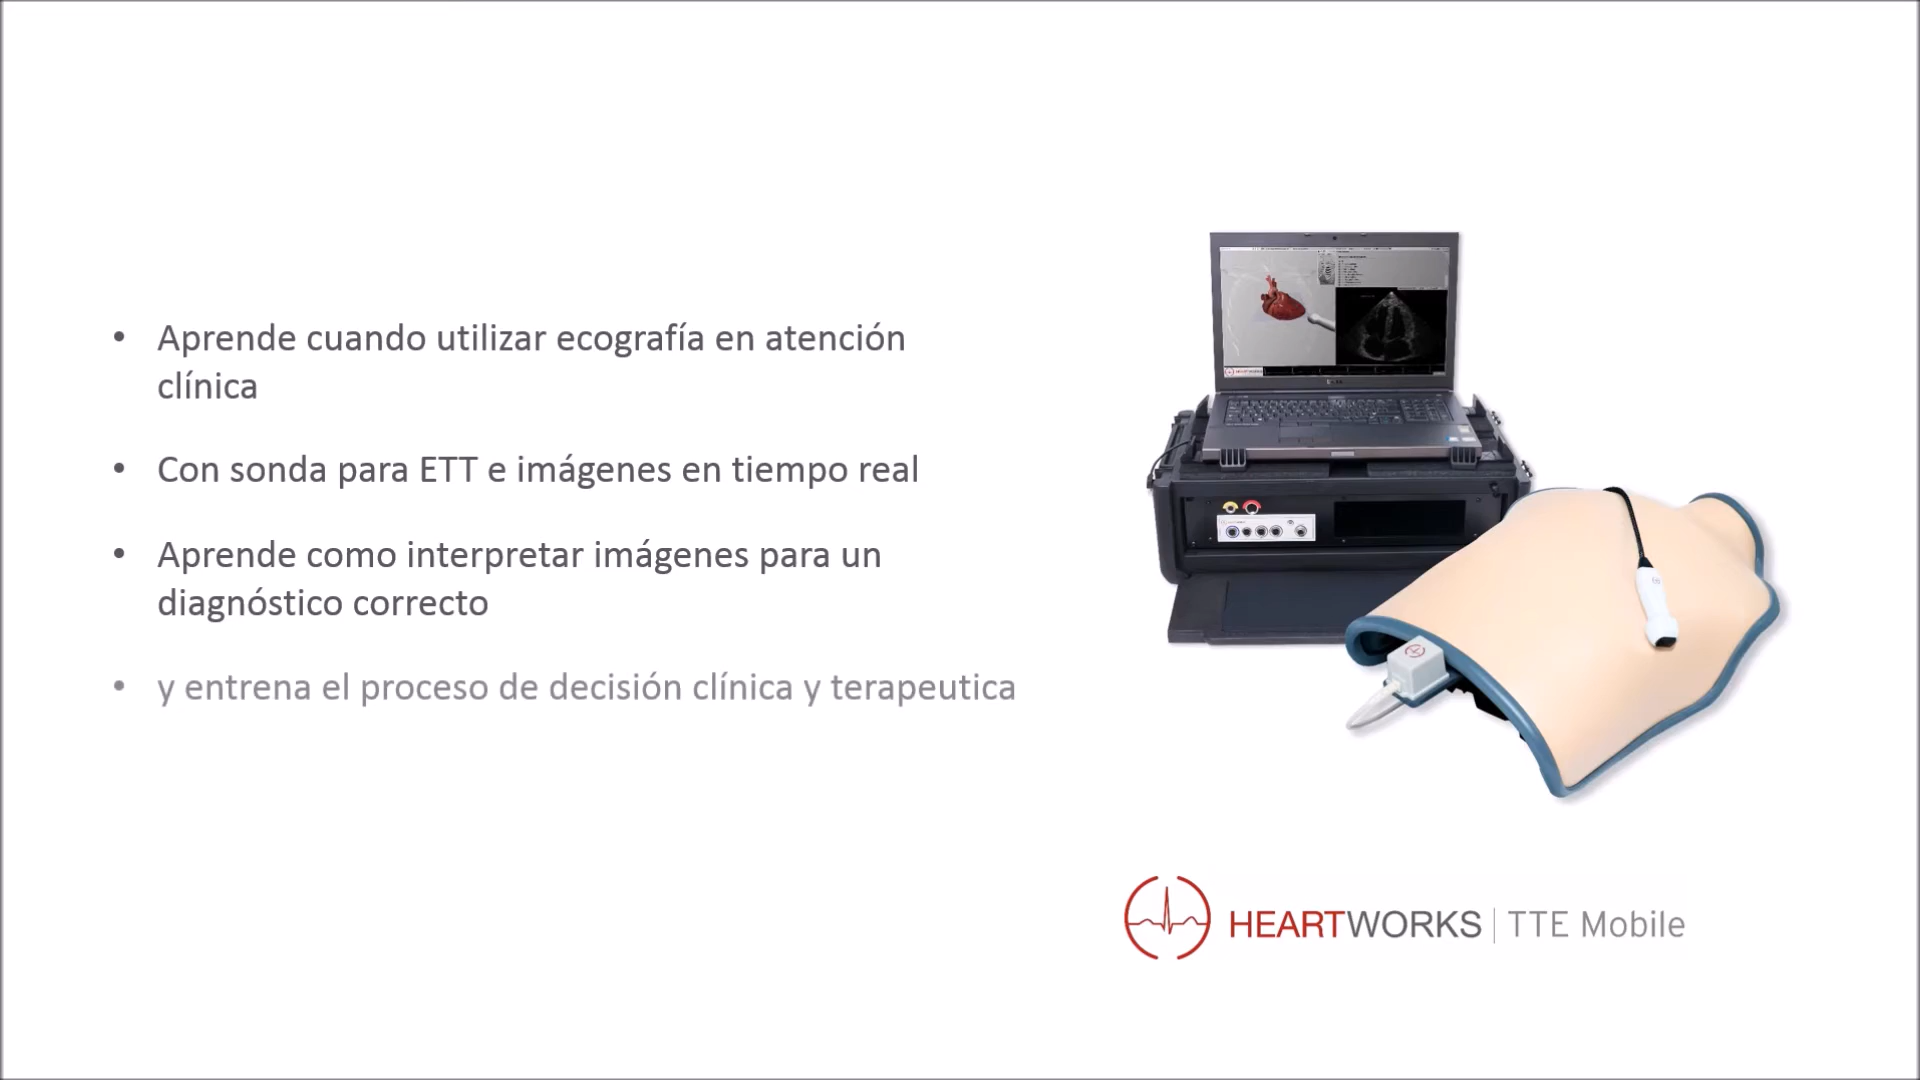 • Aprende cuando utilizar ecografía en atención
clínica
• Con sonda para ETT e imágenes en tiempo real
• Aprende como interpretar imágenes para un
diagnóstico correcto
• y entrena el proceso de decisión clínica y terapeutica
HEARTWORKS | TTE Mobile